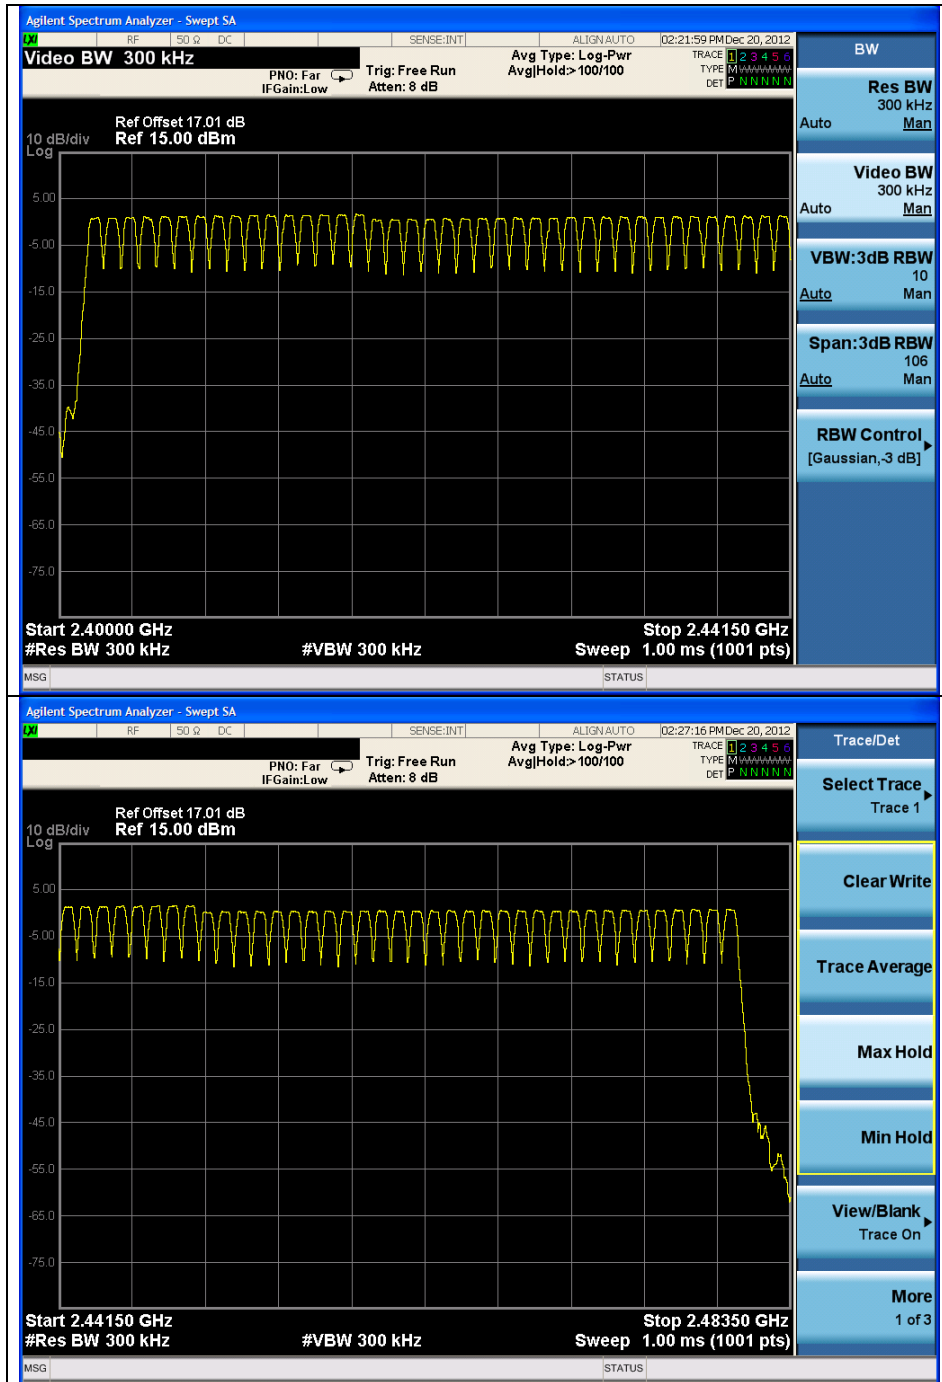 Agilent Spectrum Analyzer - Swept SA
LXI RF 50 Ω DC SENSE:INT ALIGN AUTO 02:21:59 PM Dec 20, 2012
Video BW 300 kHz
PNO: Far
IFGain:Low
Trig: Free Run
Atten: 8 dB
Avg Type: Log-Pwr
Avg|Hold:>100/100
TRACE 1 2 3 4 5 6
TYPE M WWWWW
DET P N N N N N
Ref Offset 17.01 dB
10 dB/div Ref 15.00 dBm
Log
5.00
-5.00
-15.0
-25.0
-35.0
-45.0
-55.0
-65.0
-75.0
Start 2.40000 GHz Stop 2.44150 GHz
#Res BW 300 kHz #VBW 300 kHz Sweep 1.00 ms (1001 pts)
MSG STATUS
BW
Res BW
300 kHz
Auto Man
Video BW
300 kHz
Auto Man
VBW:3dB RBW
10
Auto Man
Span:3dB RBW
106
Auto Man
RBW Control
[Gaussian,-3 dB]
Agilent Spectrum Analyzer - Swept SA
LXI RF 50 Ω DC SENSE:INT ALIGN AUTO 02:27:16 PM Dec 20, 2012
PNO: Far
IFGain:Low
Trig: Free Run
Atten: 8 dB
Avg Type: Log-Pwr
Avg|Hold:>100/100
TRACE 1 2 3 4 5 6
TYPE M WWWWW
DET P N N N N N
Ref Offset 17.01 dB
10 dB/div Ref 15.00 dBm
Log
5.00
-5.00
-15.0
-25.0
-35.0
-45.0
-55.0
-65.0
-75.0
Start 2.44150 GHz Stop 2.48350 GHz
#Res BW 300 kHz #VBW 300 kHz Sweep 1.00 ms (1001 pts)
MSG STATUS
Trace/Det
Select Trace
Trace 1
Clear Write
Trace Average
Max Hold
Min Hold
View/Blank
Trace On
More
1 of 3